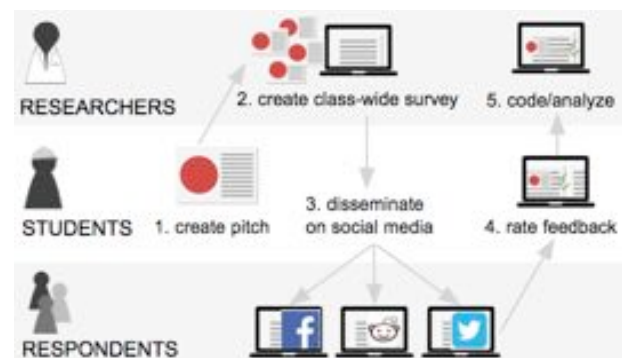 RESEARCHERS
2. create class-wide survey
5. code/analyze
STUDENTS
1. create pitch
3. disseminate
on social media
4. rate feedback
RESPONDENTS
f